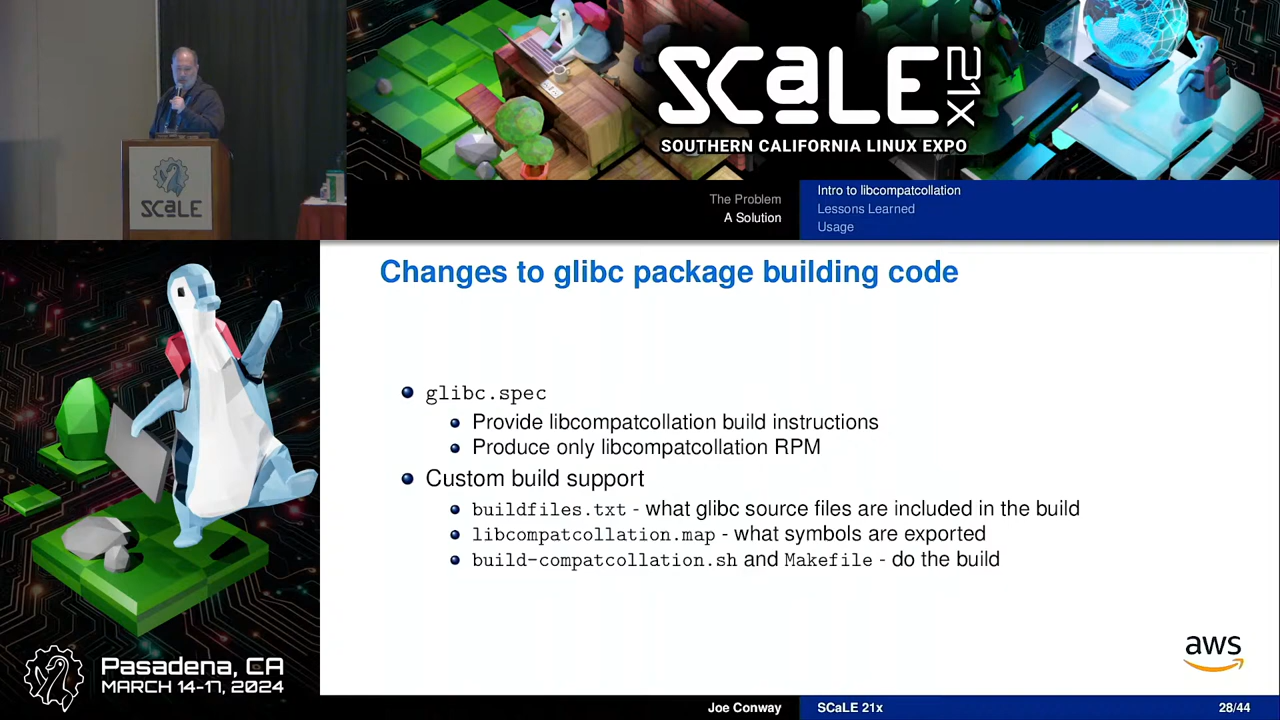 SCaLE 21x
SOUTHERN CALIFORNIA LINUX EXPO
SCaLE
The Problem
A Solution
Intro to libcompatcollation
Lessons Learned
Usage
Changes to glibc package building code
glibc.spec
Provide libcompatcollation build instructions
Produce only libcompatcollation RPM
Custom build support
buildfiles.txt - what glibc source files are included in the build
libcompatcollation.map - what symbols are exported
build-compatcollation.sh and Makefile - do the build
aws
Pasadena, CA
MARCH 14-17, 2024
Joe Conway
SCaLE 21x
28/44